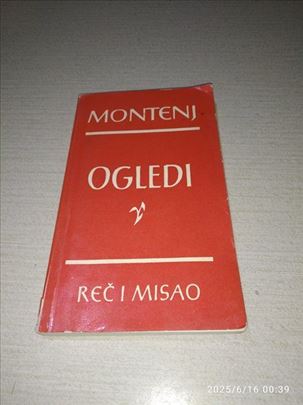 MONTENJ
OGLEDI
REČ I MISAO
2025/6/16 00:39